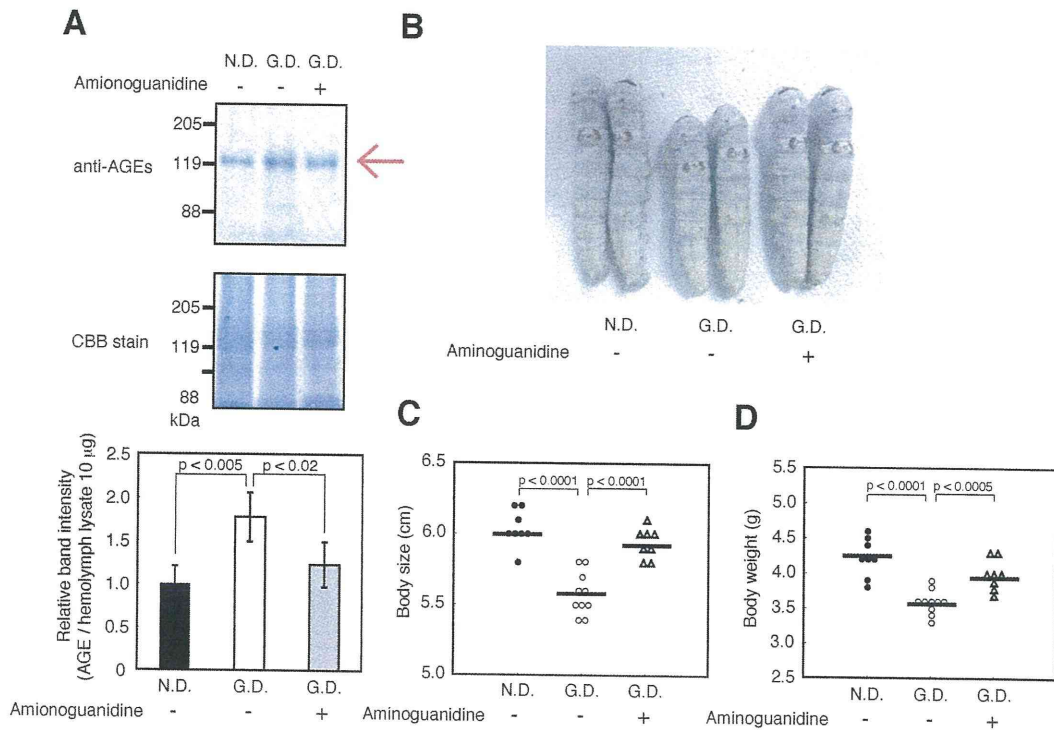 A
N.D. G.D. G.D.
Amionoguanidine - - +
205
anti-AGEs
119
88
205
CBB stain
119
88
kDa
Relative band intensity
(AGE / hemolymph lysate 10 µg)
2.5
2.0
1.5
1.0
0.5
0
p < 0.005 p < 0.02
N.D. G.D. G.D.
Amionoguanidine - - +
B
N.D. G.D. G.D.
Aminoguanidine - - +
C
Body size (cm)
6.5
6.0
5.5
5.0
p < 0.0001 p < 0.0001
N.D. G.D. G.D.
Aminoguanidine - - +
D
Body weight (g)
5.5
5.0
4.5
4.0
3.5
3.0
2.5
p < 0.0001 p < 0.0005
N.D. G.D. G.D.
Aminoguanidine - - +